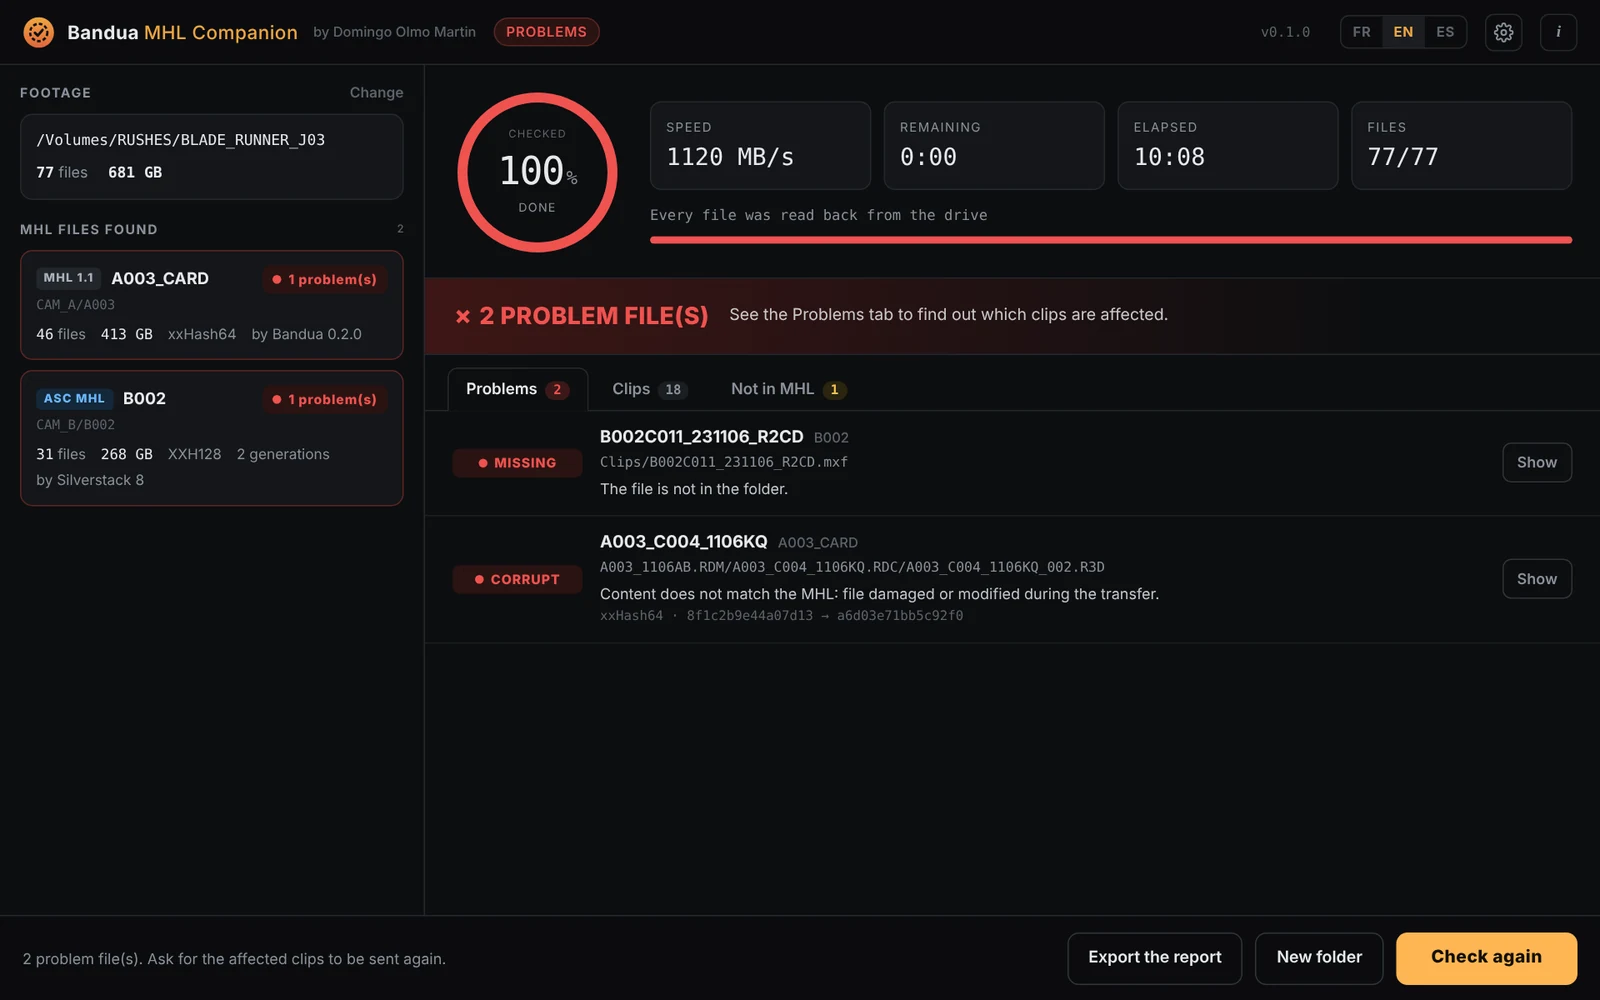 Bandua MHL Companion by Domingo Olmo Martin PROBLEMS v0.1.0 FR EN ES i
FOOTAGE Change
/Volumes/RUSHES/BLADE_RUNNER_J03
77 files 681 GB
MHL FILES FOUND 2
MHL 1.1 A003_CARD 1 problem(s)
CAM_A/A003
46 files 413 GB xxHash64 by Bandua 0.2.0
ASC MHL B002 1 problem(s)
CAM_B/B002
31 files 268 GB XXH128 2 generations
by Silverstack 8
CHECKED
100%
DONE
SPEED
1120 MB/s
REMAINING
0:00
ELAPSED
10:08
FILES
77/77
Every file was read back from the drive
× 2 PROBLEM FILE(S) See the Problems tab to find out which clips are affected.
Problems 2 Clips 18 Not in MHL 1
MISSING
B002C011_231106_R2CD B002
Clips/B002C011_231106_R2CD.mxf
The file is not in the folder.
Show
CORRUPT
A003_C004_1106KQ A003_CARD
A003_1106AB.RDM/A003_C004_1106KQ.RDC/A003_C004_1106KQ_002.R3D
Content does not match the MHL: file damaged or modified during the transfer.
xxHash64 · 8f1c2b9e44a07d13 → a6d03e71bb5c92f0
Show
2 problem file(s). Ask for the affected clips to be sent again.
Export the report New folder Check again